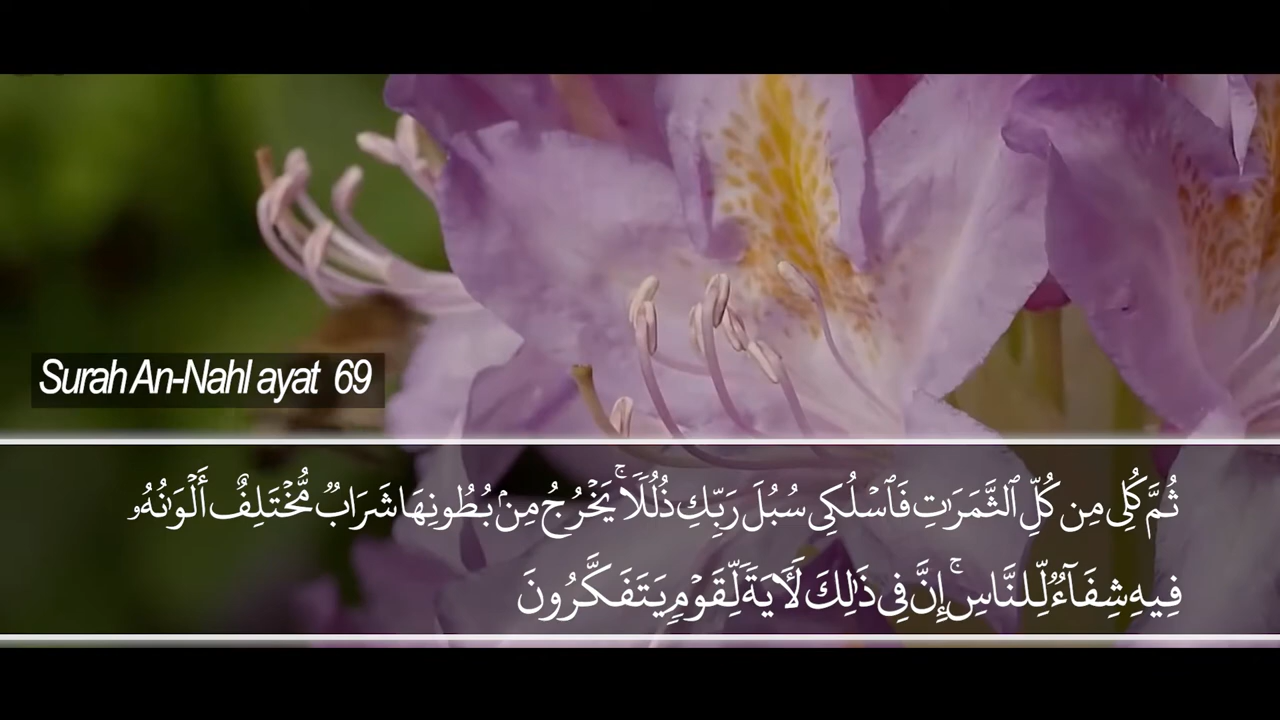 Surah An-Nahl ayat 69
ثُمَّ كُلِى مِن كُلِّ ٱلثَّمَرَٰتِ فَٱسْلُكِى سُبُلَ رَبِّكِ ذُلُلًا ۚ يَخْرُجُ مِنۢ بُطُونِهَا شَرَابٌ مُّخْتَلِفٌ أَلْوَٰنُهُۥ
فِيهِ شِفَآءٌ لِّلنَّاسِ ۗ إِنَّ فِى ذَٰلِكَ لَـَٔايَةً لِّقَوْمٍ يَتَفَكَّرُونَ